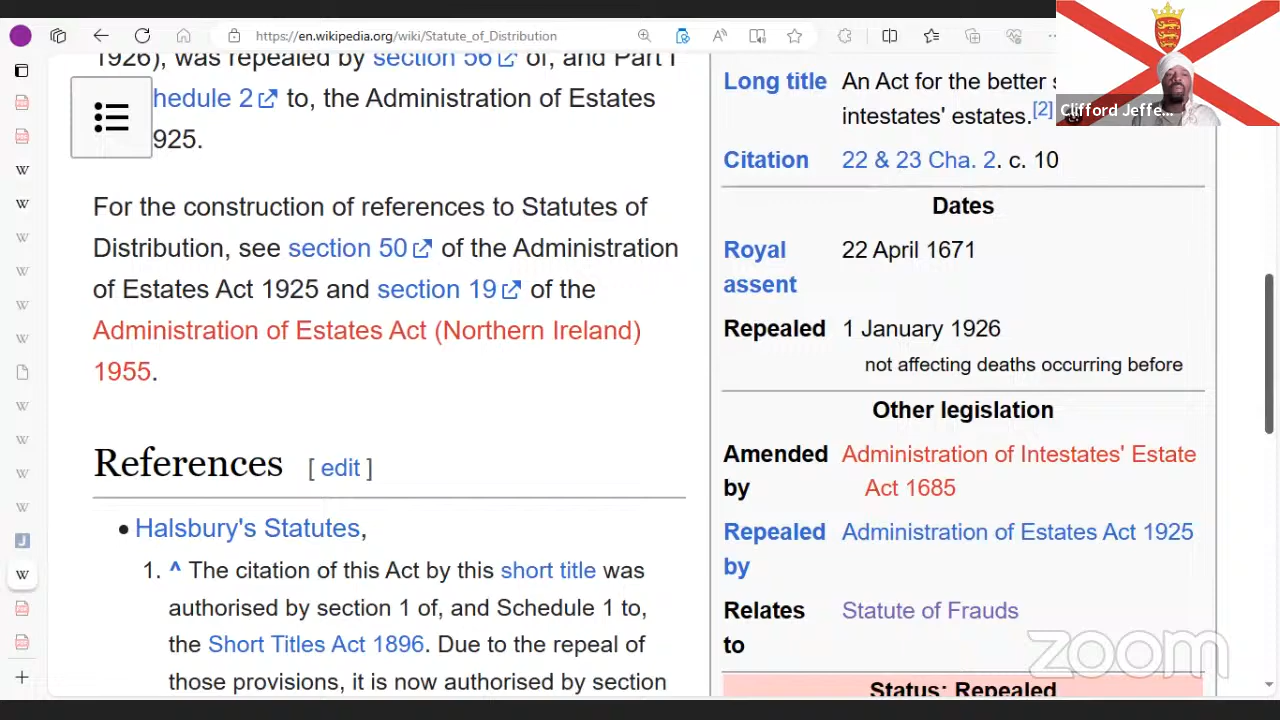 https://en.wikipedia.org/wiki/Statute_of_Distribution
1926), was repealed by section 56 of, and Part I
hedule 2 to, the Administration of Estates
925.
For the construction of references to Statutes of
Distribution, see section 50 of the Administration
of Estates Act 1925 and section 19 of the
Administration of Estates Act (Northern Ireland)
1955.
References [ edit ]
• Halsbury's Statutes,
1. ^ The citation of this Act by this short title was
authorised by section 1 of, and Schedule 1 to,
the Short Titles Act 1896. Due to the repeal of
those provisions, it is now authorised by section
Long title An Act for the better s
intestates' estates.[2]
Citation 22 & 23 Cha. 2. c. 10
Dates
Royal 22 April 1671
assent
Repealed 1 January 1926
not affecting deaths occurring before
Other legislation
Amended Administration of Intestates' Estate
by Act 1685
Repealed Administration of Estates Act 1925
by
Relates Statute of Frauds
to
Status: Repealed
Clifford Jeffe...
zoom